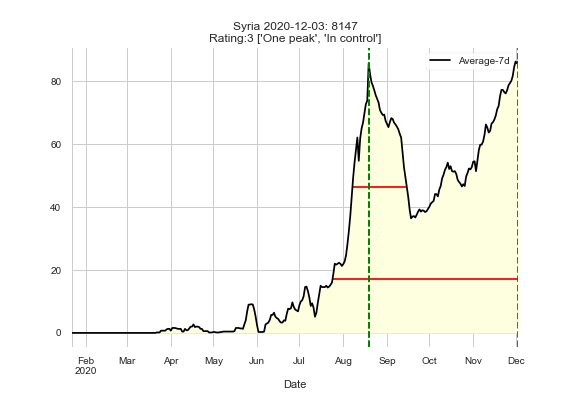 Syria 2020-12-03: 8147
Rating:3 ['One peak', 'In control']
Average-7d
80
60
40
20
0
Feb Mar Apr May Jun Jul Aug Sep Oct Nov Dec
2020
Date